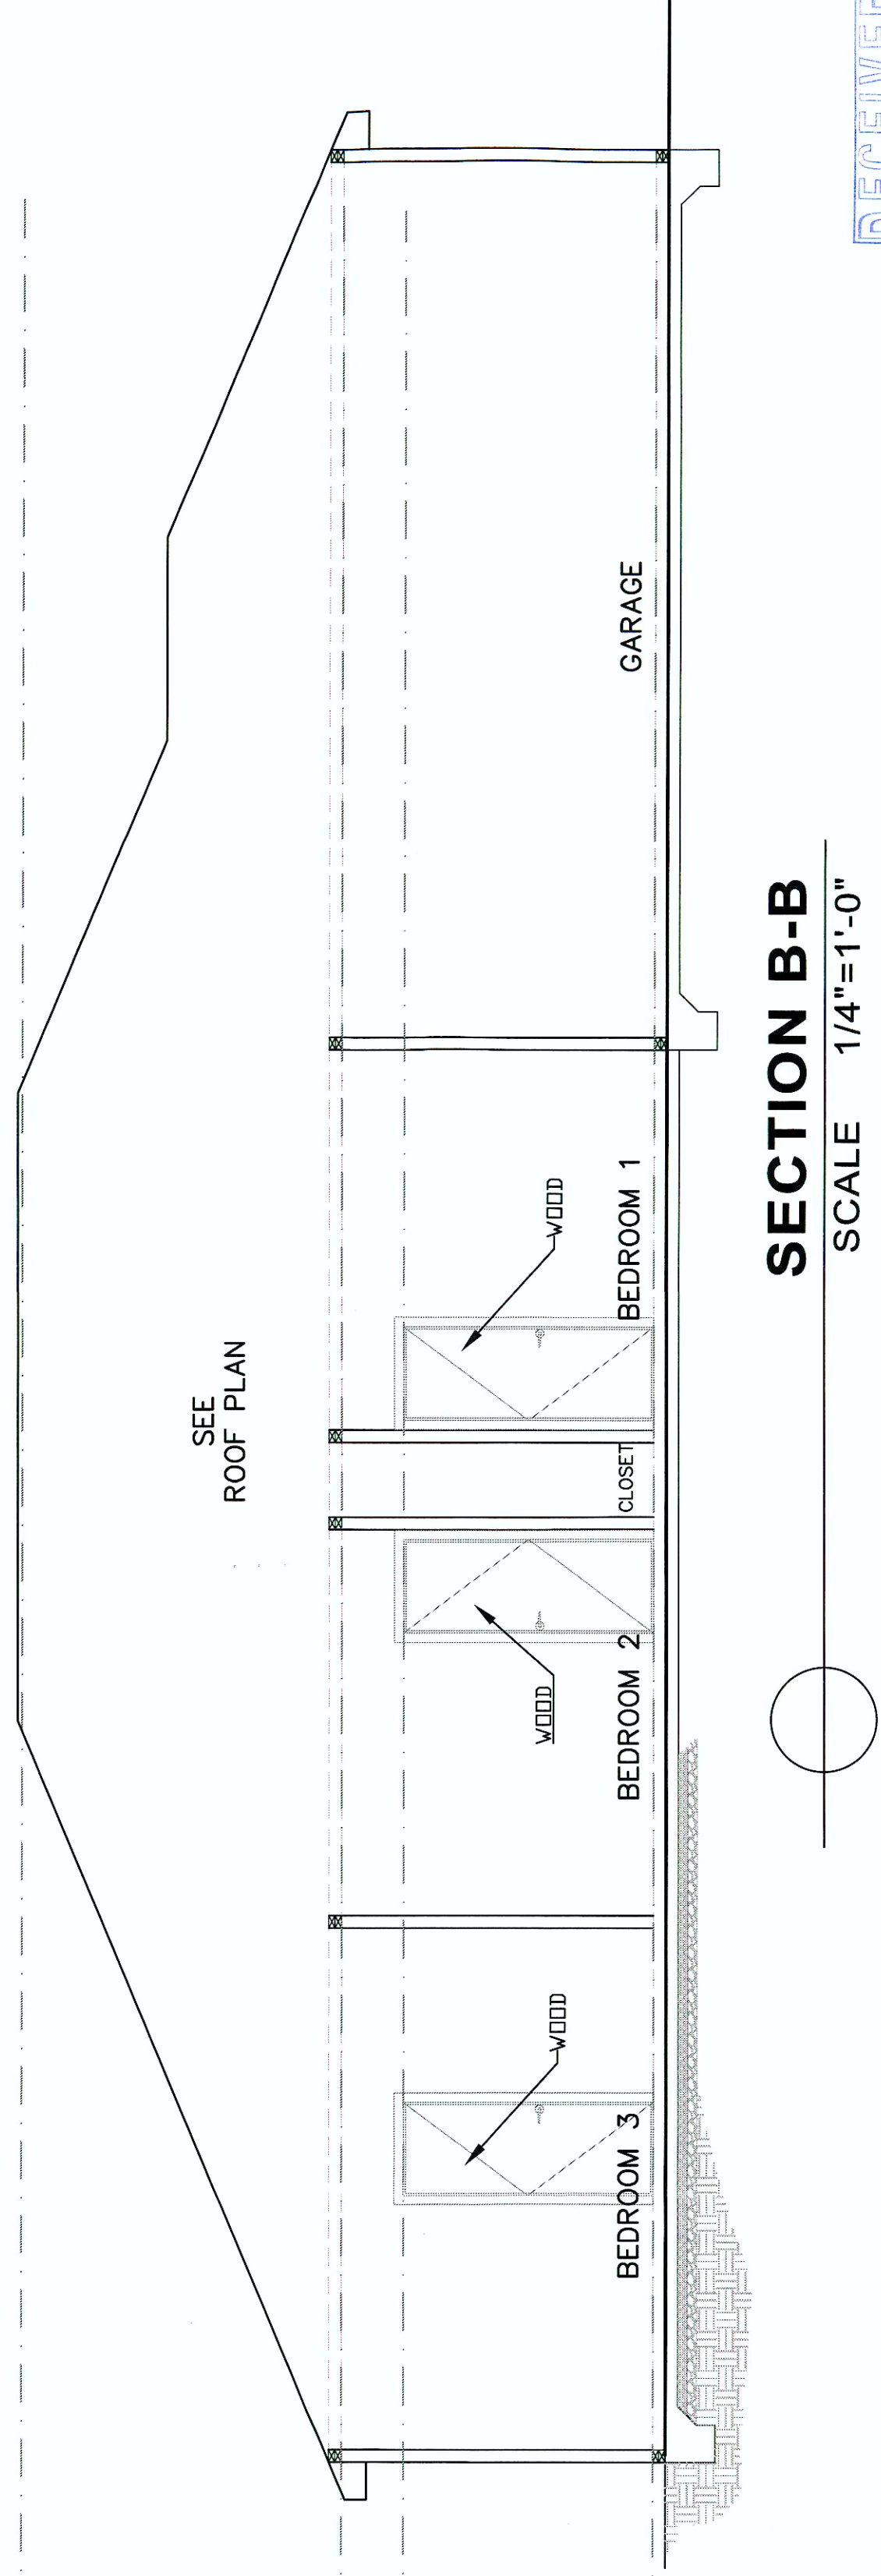 SEE
ROOF PLAN
WOOD
WOOD
WOOD
BEDROOM 3
BEDROOM 2
CLOSET
BEDROOM 1
GARAGE
SECTION B-B
SCALE 1/4"=1'-0"